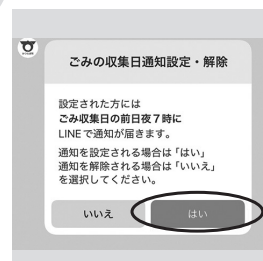 ごみの収集日通知設定・解除
設定された方には
ごみ収集日の前日夜7時に
LINEで通知が届きます。
通知を設定される場合は「はい」
通知を解除される場合は「いいえ」
を選択してください。
いいえ
はい